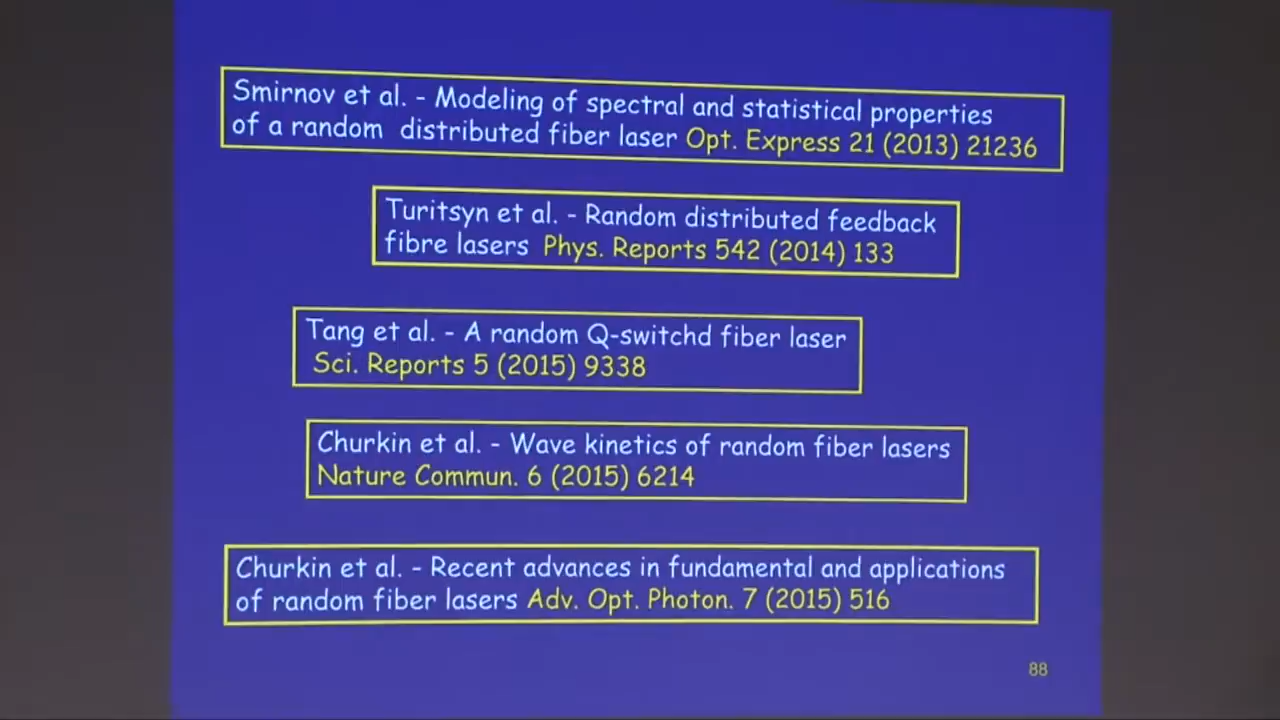 Smirnov et al. - Modeling of spectral and statistical properties
of a random distributed fiber laser Opt. Express 21 (2013) 21236
Turitsyn et al. - Random distributed feedback
fibre lasers Phys. Reports 542 (2014) 133
Tang et al. - A random Q-switchd fiber laser
Sci. Reports 5 (2015) 9338
Churkin et al. - Wave kinetics of random fiber lasers
Nature Commun. 6 (2015) 6214
Churkin et al. - Recent advances in fundamental and applications
of random fiber lasers Adv. Opt. Photon. 7 (2015) 516
88